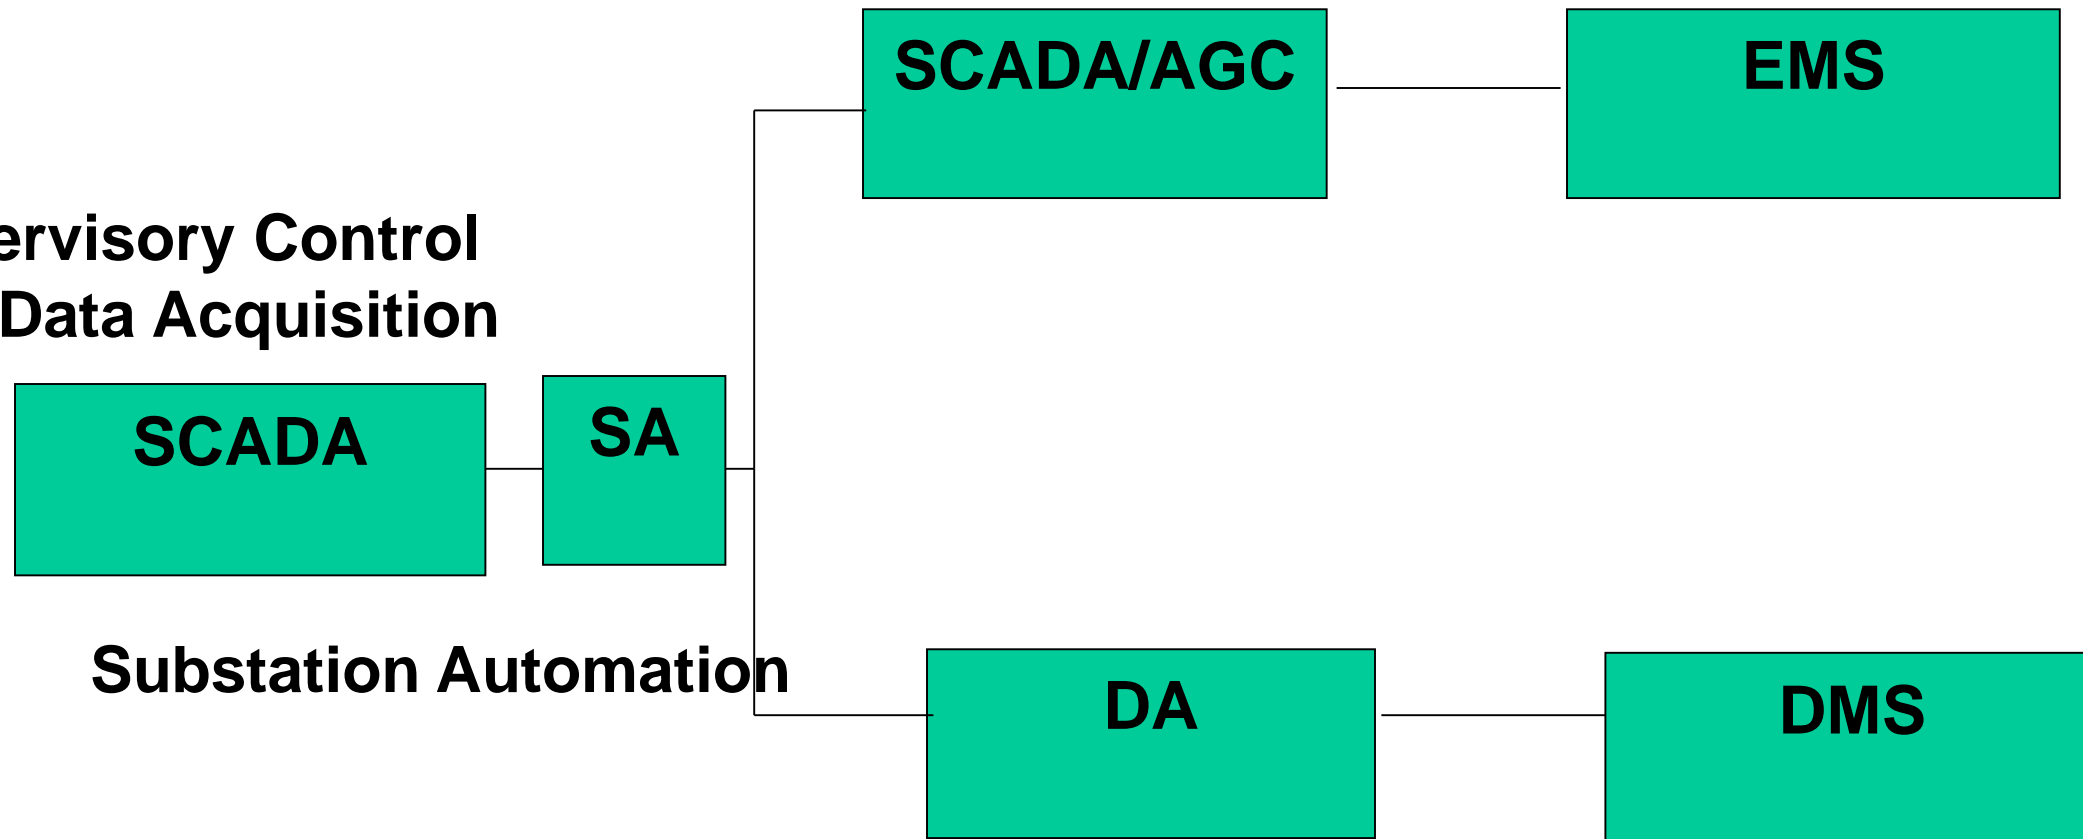 SCADA/AGC
EMS
ervisory Control
Data Acquisition
SCADA
SA
Substation Automation
DA
DMS